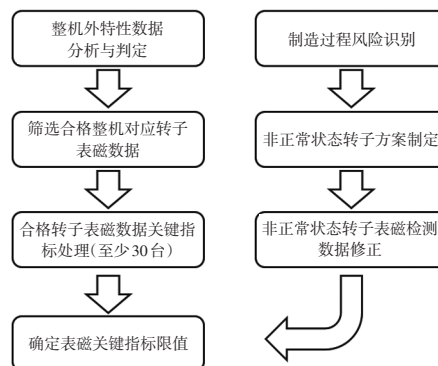 整机外特性数据
分析与判定
筛选合格整机对应转子
表磁数据
合格转子表磁数据关键指
标处理(至少30台)
确定表磁关键指标限值
制造过程风险识别
非正常状态转子方案制定
非正常状态转子表磁检测
数据修正